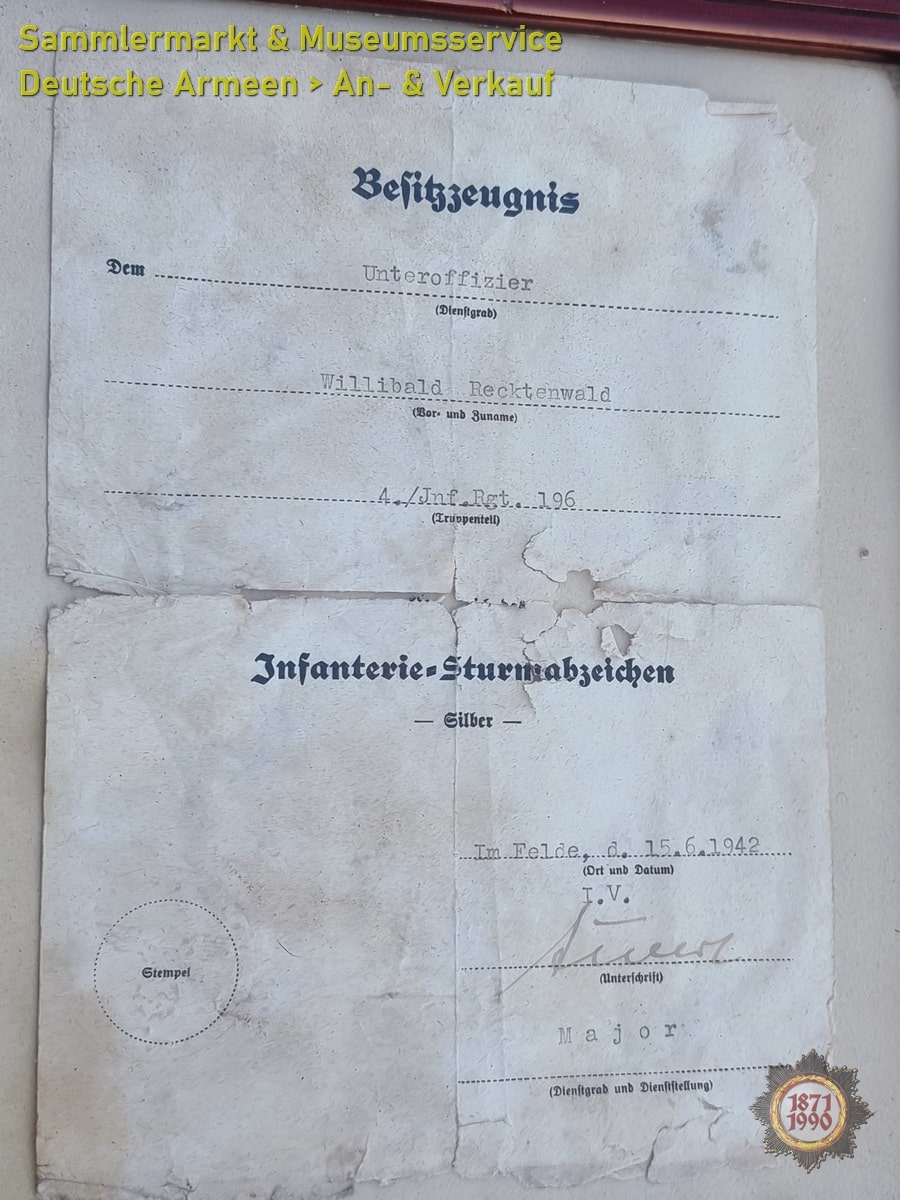 Sammlermarkt & Museumsservice
Deutsche Armeen > An- & Verkauf
Besitzzeugnis
Dem Unteroffizier
(Dienstgrad)
Willibald Recktenwald
(Vor- und Zuname)
4./Jnf.Rgt. 196
(Truppenteil)
Infanterie-Sturmabzeichen
— Silber —
Im Felde, d. 15.6.1942
(Ort und Datum)
I.V.
(Unterschrift)
Stempel
Major
(Dienstgrad und Dienststellung)
1871
1990